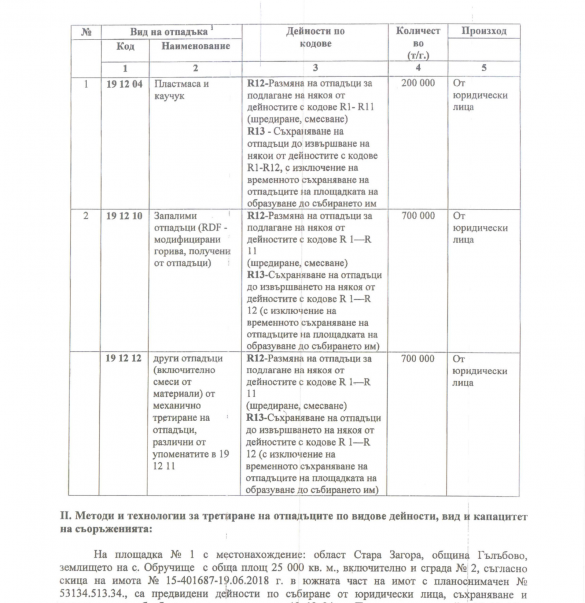 № Вид на отпадъка 1 Дейности по кодове Количест во (т/г.) Произход
Код Наименование
1 2 3 4 5
1 19 12 04 Пластмаса и каучук
R12-Размяна на отпадъци за
подлагане на някоя от
дейностите с кодове R1- R11
(шредиране, смесване)
R13 - Съхраняване на
отпадъци до извършване на
някои от дейностите с кодове
R1-R12, с изключение на
временното съхраняване на
отпадъците на площадката на
образуване до събирането им
200 000
От
юридически
лица
2 19 12 10
Запалими
отпадъци (RDF -
модифицирани
горива, получени
от отпадъци)
R12-Размяна на отпадъци за
подлагане на някоя от
дейностите с кодове R 1—R
11
(шредиране, смесване)
R13-Съхраняване на отпадъци
до извършването на някоя от
дейностите с кодове R 1—R
12 (с изключение на
временното съхраняване на
отпадъците на площадката на
образуване до събирането им)
700 000
От
юридически
лица
19 12 12
други отпадъци
(включително
смеси от
материали) от
механично
третиране на
отпадъци,
различни от
упоменатите в 19
12 11
R12-Размяна на отпадъци за
подлагане на някоя от
дейностите с кодове R 1—R
11
(шредиране, смесване)
R13-Съхраняване на отпадъци
до извършването на някоя от
дейностите с кодове R 1—R
12 (с изключение на
временното съхраняване на
отпадъците на площадката на
образуване до събирането им)
700 000
От
юридически
лица
II. Методи и технологии за третиране на отпадъците по видове дейности, вид и капацитет
на съоръженията:
На площадка № 1 с местонахождение: област Стара Загора, община Гълъбово,
землището на с. Обручище с обща площ 25 000 кв. м., включително и сграда № 2, съгласно
скица на имота № 15-401687-19.06.2018 г. в южната част на имот с планоснимачен №
53134.513.34., са предвидени дейности по събиране от юридически лица, съхраняване и